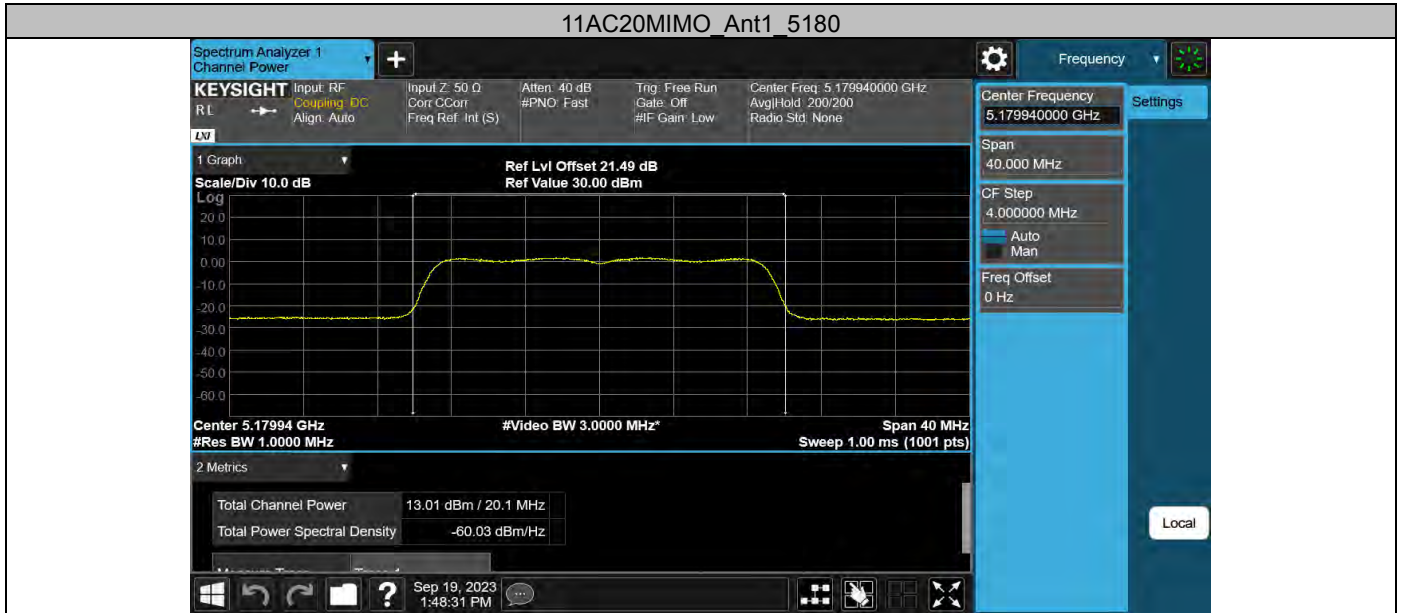 11AC20MIMO_Ant1_5180
Spectrum Analyzer 1
Channel Power
Frequency
KEYSIGHT
RL
LXI
Input: RF
Coupling: DC
Align: Auto
Input Z: 50 Ω
Corr CCorr
Freq Ref: Int (S)
Atten: 40 dB
#PNO: Fast
Trig: Free Run
Gate: Off
#IF Gain: Low
Center Freq: 5.179940000 GHz
Avg|Hold: 200/200
Radio Std: None
1 Graph
Scale/Div 10.0 dB
Ref Lvl Offset 21.49 dB
Ref Value 30.00 dBm
Log
20.0
10.0
0.00
-10.0
-20.0
-30.0
-40.0
-50.0
-60.0
Center 5.17994 GHz
#Res BW 1.0000 MHz
#Video BW 3.0000 MHz*
Span 40 MHz
Sweep 1.00 ms (1001 pts)
2 Metrics
Total Channel Power 13.01 dBm / 20.1 MHz
Total Power Spectral Density -60.03 dBm/Hz
Center Frequency
5.179940000 GHz
Settings
Span
40.000 MHz
CF Step
4.000000 MHz
Auto
Man
Freq Offset
0 Hz
Local
?
Sep 19, 2023
1:48:31 PM